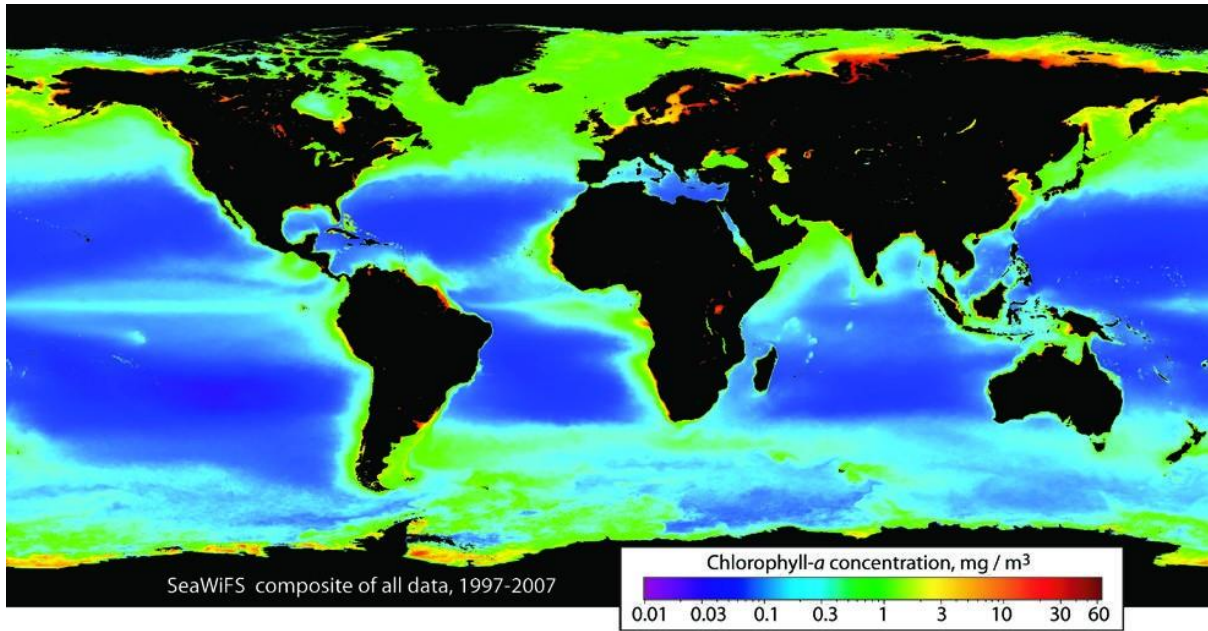 SeaWiFS composite of all data, 1997-2007
Chlorophyll-a concentration, mg / m³
0.01 0.03 0.1 0.3 1 3 10 30 60